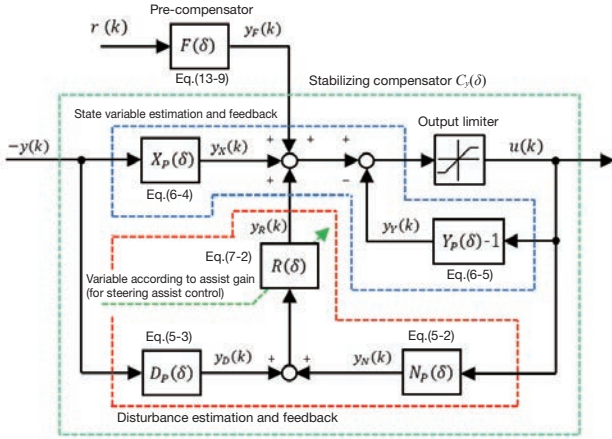 Pre-compensator
r (k)
F(δ)
y_F(k)
Eq.(13-9)
Stabilizing compensator C_y(δ)
State variable estimation and feedback
Output limiter
−y(k)
X_P(δ)
y_X(k)
+ + +
+ −
u(k)
Eq.(6-4)
y_R(k)
y_Y(k)
Y_P(δ)-1
Eq.(7-2)
R(δ)
Eq.(6-5)
Variable according to assist gain
(for steering assist control)
Eq.(5-3)
Eq.(5-2)
D_P(δ)
y_D(k)
+ +
y_N(k)
N_P(δ)
Disturbance estimation and feedback